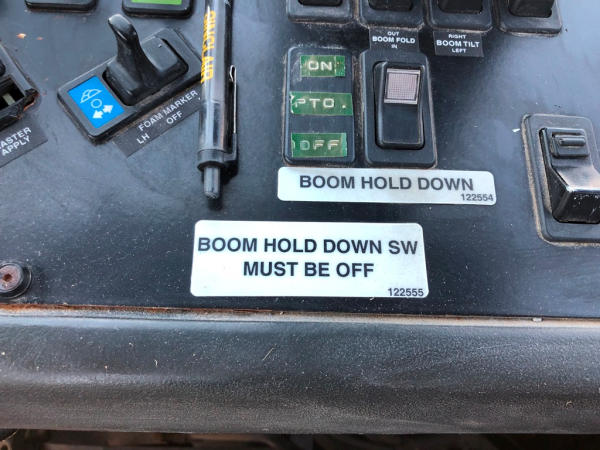 OUT
BOOM FOLD
IN
RIGHT
BOOM TILT
LEFT
ON
PTO
OFF
FOAM MARKER
LH OFF
APPLY
BOOM HOLD DOWN
122554
BOOM HOLD DOWN SW
MUST BE OFF
122555